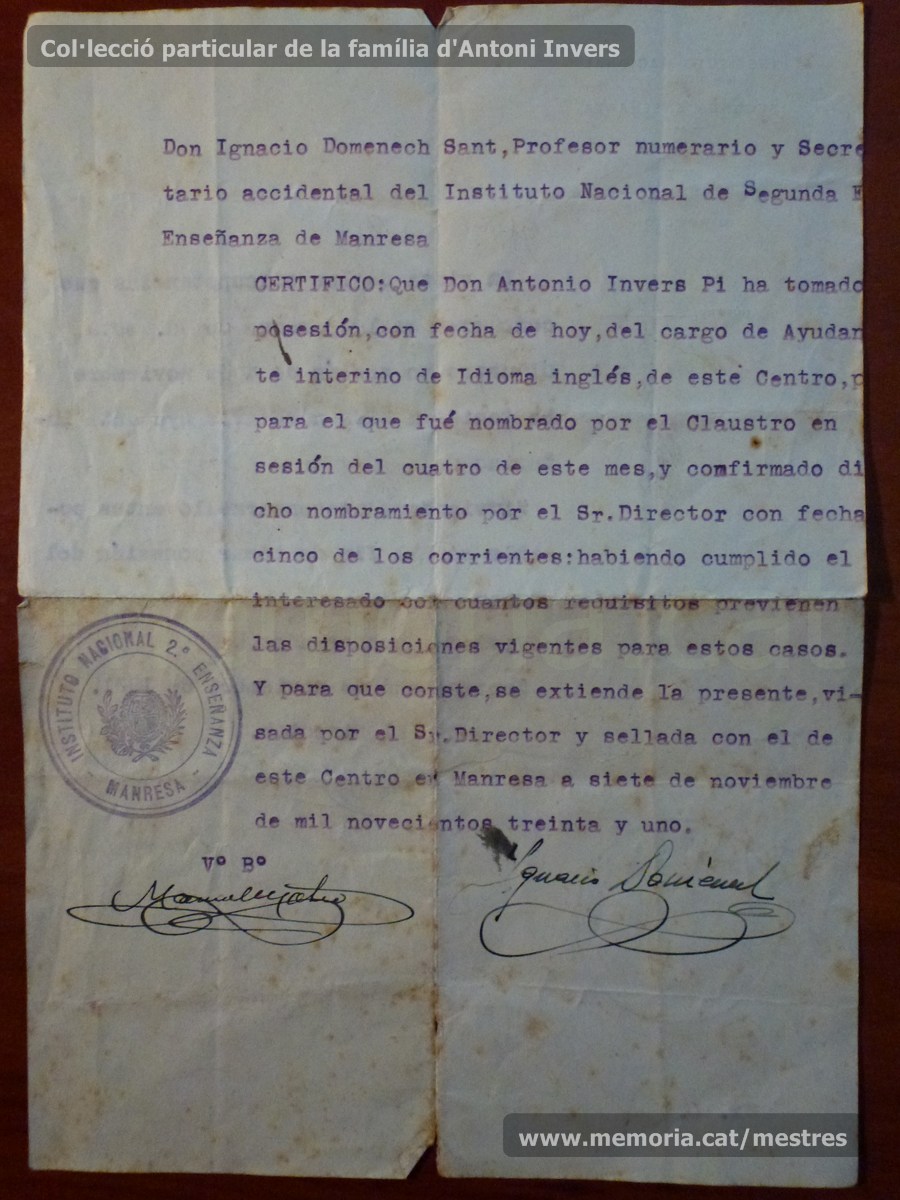 Col·lecció particular de la família d'Antoni Invers
Don Ignacio Domenech Sant,Profesor numerario y Secre
tario accidental del Instituto Nacional de Segunda E
Enseñanza de Manresa
CERTIFICO:Que Don Antonio Invers Pi ha tomado
posesión,con fecha de hoy,del cargo de Ayudan
te interino de Idioma inglés,de este Centro,p
para el que fué nombrado por el Claustro en
sesión del cuatro de este mes,y comfirmado di
cho nombramiento por el Sr.Director con fecha
cinco de los corrientes:habiendo cumplido el
interesado con cuantos requisitos previenen
las disposiciones vigentes para estos casos.
Y para que conste,se extiende la presente,vi-
sada por el Sr.Director y sellada con el de
este Centro en Manresa a siete de noviembre
de mil novecientos treinta y uno.
INSTITUTO NACIONAL 2.º ENSEÑANZA
- MANRESA -
Vº Bº
Ignacio Doménech
www.memoria.cat/mestres